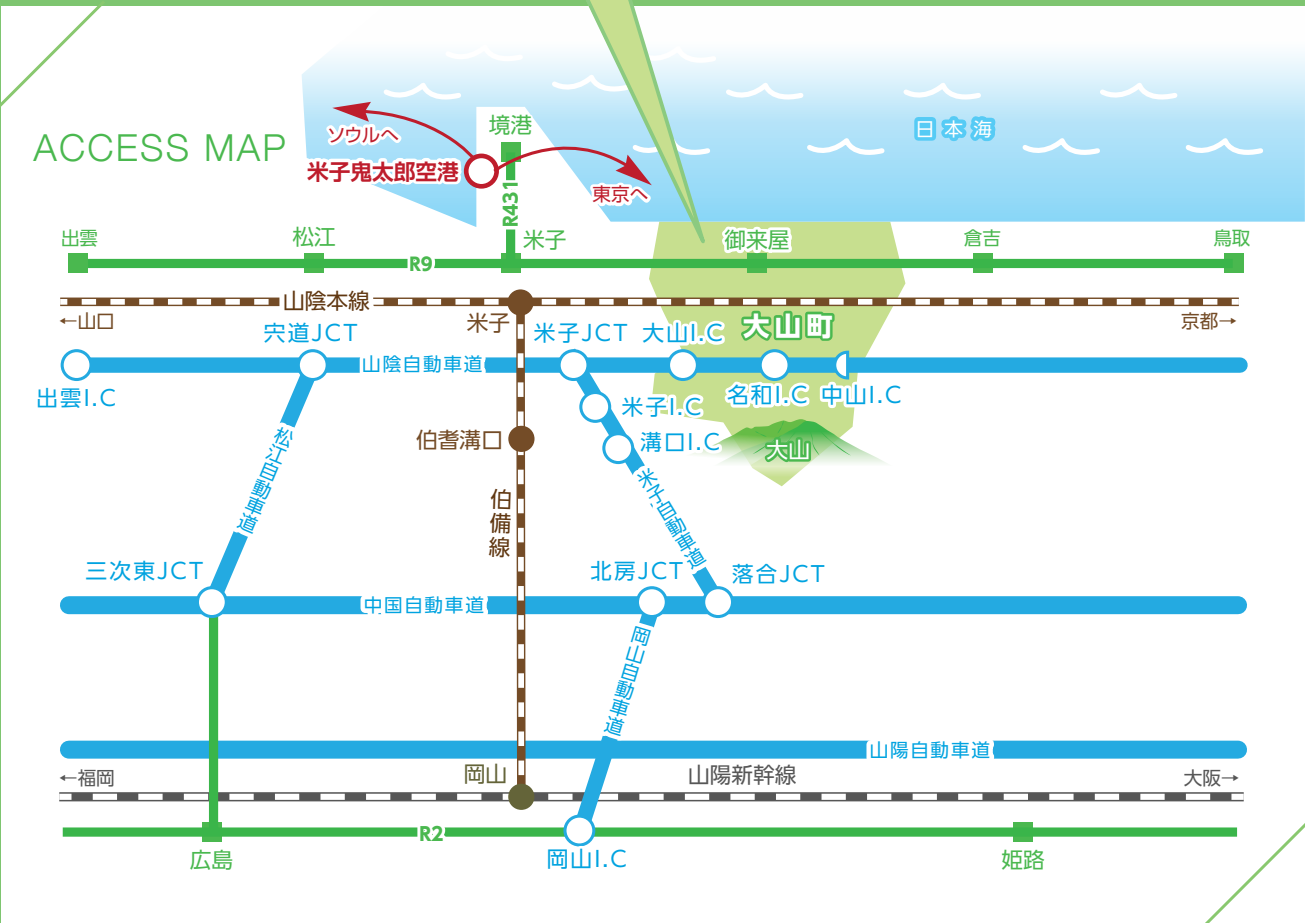 境港
日本海
ソウルへ
ACCESS MAP
米子鬼太郎空港
東京へ
R431
出雲
松江
米子
御来屋
倉吉
鳥取
R9
山陰本線
←山口
米子
大山町
京都→
宍道JCT
米子JCT
大山I.C
山陰自動車道
出雲I.C
米子I.C
名和I.C
中山I.C
伯耆溝口
溝口I.C
大山
松江自動車道
米子自動車道
伯備線
三次東JCT
北房JCT
落合JCT
中国自動車道
岡山自動車道
山陽自動車道
←福岡
岡山
山陽新幹線
大阪→
R2
広島
岡山I.C
姫路